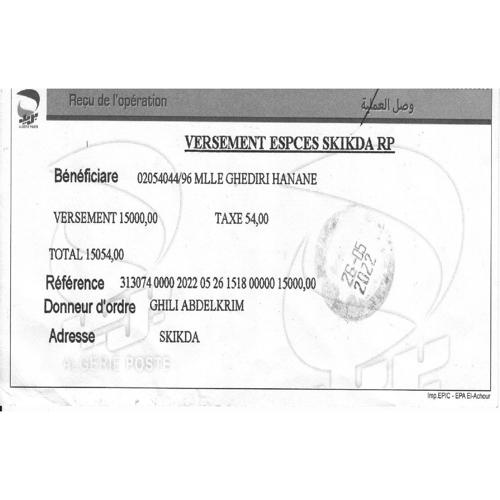 Reçu de l'opération
وصل العملية
ALGERIE POSTE
VERSEMENT ESPCES SKIKDA RP
Bénéficiaire 02054044/96 MLLE GHEDIRI HANANE
VERSEMENT 15000,00 TAXE 54,00
TOTAL 15054,00
26-05
2022
Référence 313074 0000 2022 05 26 1518 00000 15000,00
Donneur d'ordre GHILI ABDELKRIM
Adresse SKIKDA
ALGÉRIE POSTE
Imp.EPIC - EPA El-Achour